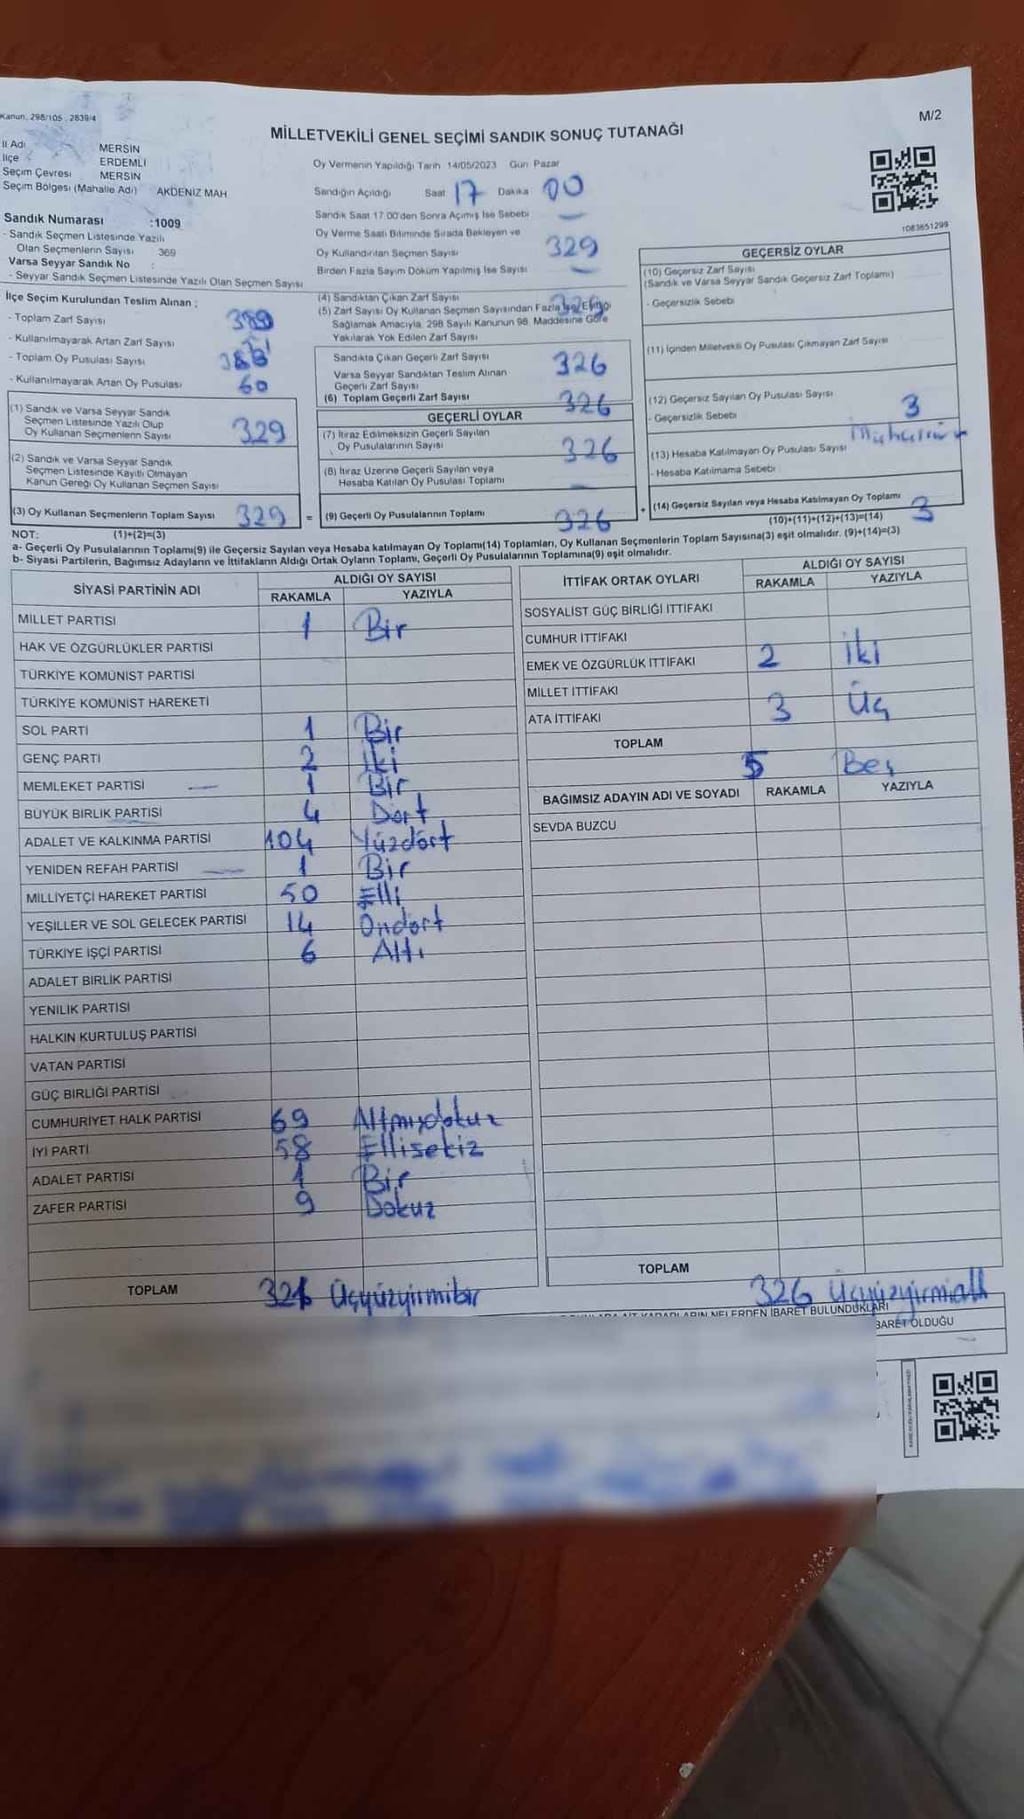 Kanun. 298/105, 2839/4
M/2
MİLLETVEKİLİ GENEL SEÇİMİ SANDIK SONUÇ TUTANAĞI
İl Adı MERSİN
İlçe ERDEMLİ
Seçim Çevresi MERSİN
Seçim Bölgesi (Mahalle Adı) AKDENİZ MAH
Sandık Numarası :1009
- Sandık Seçmen Listesinde Yazılı
Olan Seçmenlerin Sayısı 369
Varsa Seyyar Sandık No :
- Seyyar Sandık Seçmen Listesinde Yazılı Olan Seçmen Sayısı
Oy Vermenin Yapıldığı Tarih 14/05/2023 Gün Pazar
Sandığın Açıldığı Saat 17 Dakika 00
Sandık Saat 17.00'den Sonra Açılmış İse Sebebi
Oy Verme Saati Bitiminde Sırada Bekleyen ve
Oy Kullandırılan Seçmen Sayısı 329
Birden Fazla Sayım Döküm Yapılmış İse Sayısı
1083651299
İlçe Seçim Kurulundan Teslim Alınan ;
- Toplam Zarf Sayısı
- Kullanılmayarak Artan Zarf Sayısı
- Toplam Oy Pusulası Sayısı
- Kullanılmayarak Artan Oy Pusulası 60
(1) Sandık ve Varsa Seyyar Sandık
Seçmen Listesinde Yazılı Olup
Oy Kullanan Seçmenlerin Sayısı 329
(2) Sandık ve Varsa Seyyar Sandık
Seçmen Listesinde Kayıtlı Olmayan
Kanun Gereği Oy Kullanan Seçmen Sayısı
(3) Oy Kullanan Seçmenlerin Toplam Sayısı 329
(4) Sandıktan Çıkan Zarf Sayısı 326
(5) Zarf Sayısı Oy Kullanan Seçmen Sayısından Fazla İse, Eşitliği
Sağlamak Amacıyla, 298 Sayılı Kanunun 98. Maddesine Göre
Yakılarak Yok Edilen Zarf Sayısı
Sandıkta Çıkan Geçerli Zarf Sayısı 326
Varsa Seyyar Sandıktan Teslim Alınan
Geçerli Zarf Sayısı
(6) Toplam Geçerli Zarf Sayısı 326
GEÇERLİ OYLAR
(7) İtiraz Edilmeksizin Geçerli Sayılan
Oy Pusulalarının Sayısı 326
(8) İtiraz Üzerine Geçerli Sayılan veya
Hesaba Katılan Oy Pusulası Toplamı
= (9) Geçerli Oy Pusulalarının Toplamı 326
GEÇERSİZ OYLAR
(10) Geçersiz Zarf Sayısı
(Sandık ve Varsa Seyyar Sandık Geçersiz Zarf Toplamı)
- Geçersizlik Sebebi
(11) İçinden Milletvekili Oy Pusulası Çıkmayan Zarf Sayısı
(12) Geçersiz Sayılan Oy Pusulası Sayısı 3
- Geçersizlik Sebebi
(13) Hesaba Katılmayan Oy Pusulası Sayısı
- Hesaba Katılmama Sebebi
+ (14) Geçersiz Sayılan veya Hesaba Katılmayan Oy Toplamı 3
(10)+(11)+(12)+(13)=(14)
NOT: (1)+(2)=(3)
a- Geçerli Oy Pusulalarının Toplamı(9) ile Geçersiz Sayılan veya Hesaba katılmayan Oy Toplamı(14) Toplamları, Oy Kullanan Seçmenlerin Toplam Sayısına(3) eşit olmalıdır. (9)+(14)=(3)
b- Siyasi Partilerin, Bağımsız Adayların ve İttifakların Aldığı Ortak Oyların Toplamı, Geçerli Oy Pusulalarının Toplamına(9) eşit olmalıdır.
SİYASİ PARTİNİN ADI ALDIĞI OY SAYISI
RAKAMLA YAZIYLA
MİLLET PARTİSİ 1 Bir
HAK VE ÖZGÜRLÜKLER PARTİSİ
TÜRKİYE KOMÜNİST PARTİSİ
TÜRKİYE KOMÜNİST HAREKETİ
SOL PARTİ 1 Bir
GENÇ PARTİ 2 İki
MEMLEKET PARTİSİ 1 Bir
BÜYÜK BİRLİK PARTİSİ 4 Dört
ADALET VE KALKINMA PARTİSİ 104 Yüzdört
YENİDEN REFAH PARTİSİ 1 Bir
MİLLİYETÇİ HAREKET PARTİSİ 50 Elli
YEŞİLLER VE SOL GELECEK PARTİSİ 14 Ondört
TÜRKİYE İŞÇİ PARTİSİ 6 Altı
ADALET BİRLİK PARTİSİ
YENİLİK PARTİSİ
HALKIN KURTULUŞ PARTİSİ
VATAN PARTİSİ
GÜÇ BİRLİĞİ PARTİSİ
CUMHURİYET HALK PARTİSİ 69 Altmışdokuz
İYİ PARTİ 58 Ellisekiz
ADALET PARTİSİ 1 Bir
ZAFER PARTİSİ 9 Dokuz
TOPLAM 321 Üçyüzyirmibir
İTTİFAK ORTAK OYLARI ALDIĞI OY SAYISI
RAKAMLA YAZIYLA
SOSYALİST GÜÇ BİRLİĞİ İTTİFAKI
CUMHUR İTTİFAKI
EMEK VE ÖZGÜRLÜK İTTİFAKI 2 İki
MİLLET İTTİFAKI
ATA İTTİFAKI 3 Üç
TOPLAM 5 Beş
BAĞIMSIZ ADAYIN ADI VE SOYADI RAKAMLA YAZIYLA
SEVDA BUZCU
TOPLAM
326 Üçyüzyirmialtı
NELERDEN İBARET BULUNDUKLARI
BARET OLDUĞU